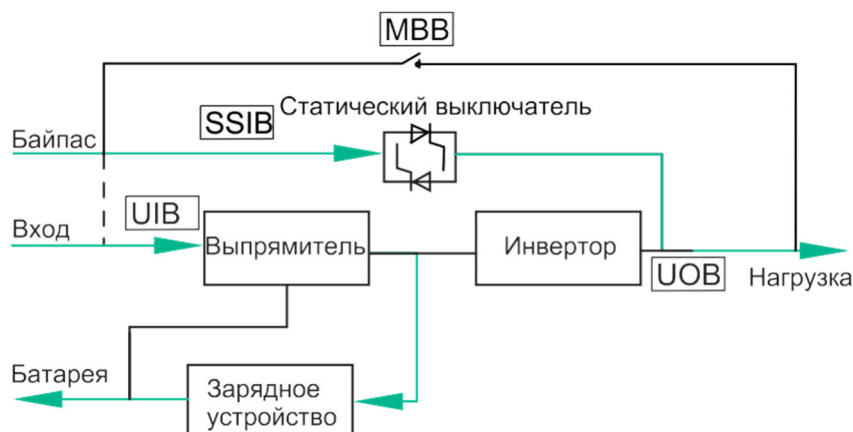 MBB
Статический выключатель
SSIB
Байпас
UIB
Вход
Выпрямитель
Инвертор
UOB
Нагрузка
Батарея
Зарядное
устройство